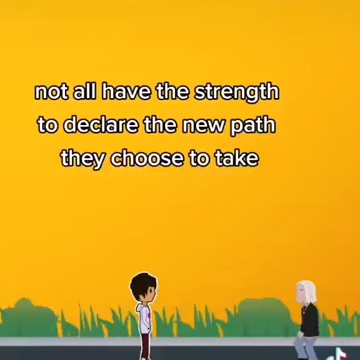 not all have the strength
to declare the new path
they choose to take